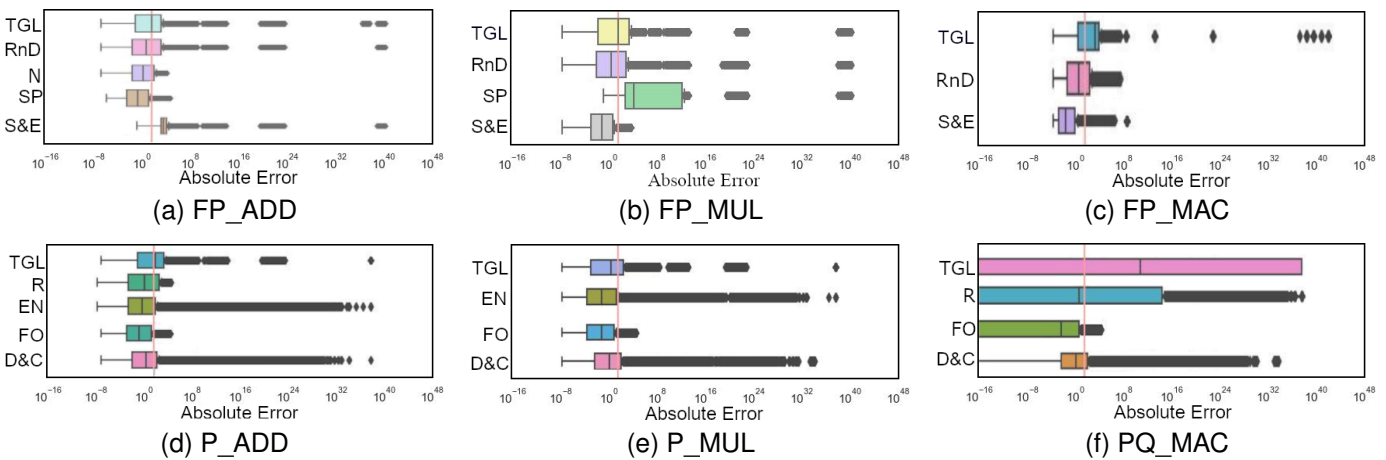 TGL
RnD
N
SP
S&E
10^-16 10^-8 10^0 10^8 10^16 10^24 10^32 10^40 10^48
Absolute Error
(a) FP_ADD
TGL
RnD
SP
S&E
10^-16 10^-8 10^0 10^8 10^16 10^24 10^32 10^40 10^48
Absolute Error
(b) FP_MUL
TGL
RnD
S&E
10^-16 10^-8 10^0 10^8 10^16 10^24 10^32 10^40 10^48
Absolute Error
(c) FP_MAC
TGL
R
EN
FO
D&C
10^-16 10^-8 10^0 10^8 10^16 10^24 10^32 10^40 10^48
Absolute Error
(d) P_ADD
TGL
EN
FO
D&C
10^-16 10^-8 10^0 10^8 10^16 10^24 10^32 10^40 10^48
Absolute Error
(e) P_MUL
TGL
R
FO
D&C
10^-16 10^-8 10^0 10^8 10^16 10^24 10^32 10^40 10^48
Absolute Error
(f) PQ_MAC